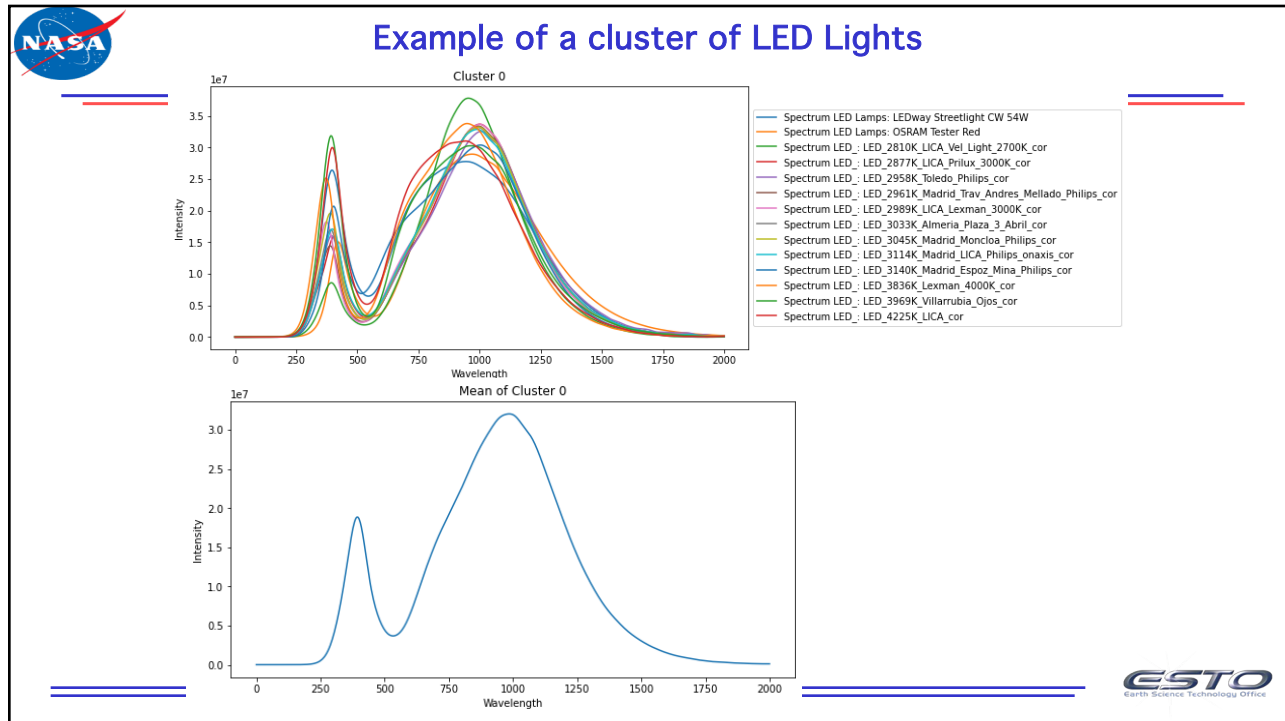 NASA
Example of a cluster of LED Lights
Cluster 0
1e7
3.5
3.0
2.5
2.0
1.5
1.0
0.5
0.0
Intensity
0 250 500 750 1000 1250 1500 1750 2000
Wavelength
Spectrum LED Lamps: LEDway Streetlight CW 54W
Spectrum LED Lamps: OSRAM Tester Red
Spectrum LED_: LED_2810K_LICA_Vel_Light_2700K_cor
Spectrum LED_: LED_2877K_LICA_Prilux_3000K_cor
Spectrum LED_: LED_2958K_Toledo_Philips_cor
Spectrum LED_: LED_2961K_Madrid_Trav_Andres_Mellado_Philips_cor
Spectrum LED_: LED_2989K_LICA_Lexman_3000K_cor
Spectrum LED_: LED_3033K_Almeria_Plaza_3_Abril_cor
Spectrum LED_: LED_3045K_Madrid_Moncloa_Philips_cor
Spectrum LED_: LED_3114K_Madrid_LICA_Philips_onaxis_cor
Spectrum LED_: LED_3140K_Madrid_Espoz_Mina_Philips_cor
Spectrum LED_: LED_3836K_Lexman_4000K_cor
Spectrum LED_: LED_3969K_Villarrubia_Ojos_cor
Spectrum LED_: LED_4225K_LICA_cor
Mean of Cluster 0
1e7
3.0
2.5
2.0
1.5
1.0
0.5
0.0
Intensity
0 250 500 750 1000 1250 1500 1750 2000
Wavelength
ESTO
Earth Science Technology Office